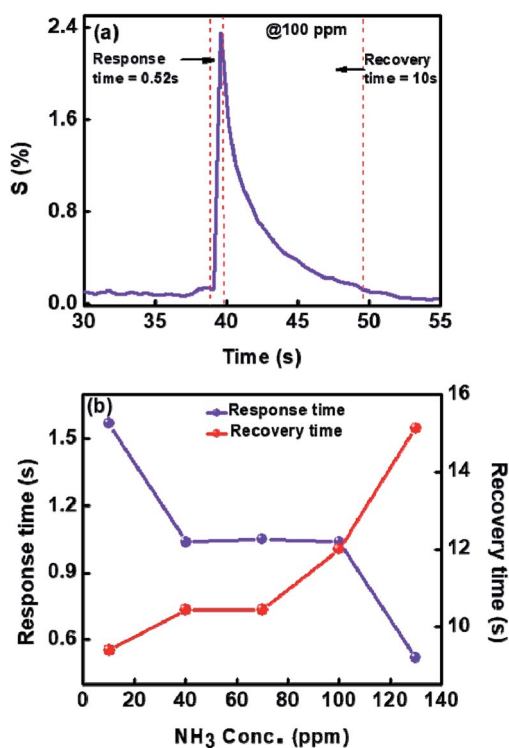 (a)
@100 ppm
Response
time = 0.52s
Recovery
time = 10s
2.4
1.6
0.8
0.0
S (%)
30 35 40 45 50 55
Time (s)
(b)
Response time
Recovery time
1.5
1.2
0.9
0.6
Response time (s)
16
14
12
10
Recovery time (s)
0 20 40 60 80 100 120 140
NH3 Conc. (ppm)